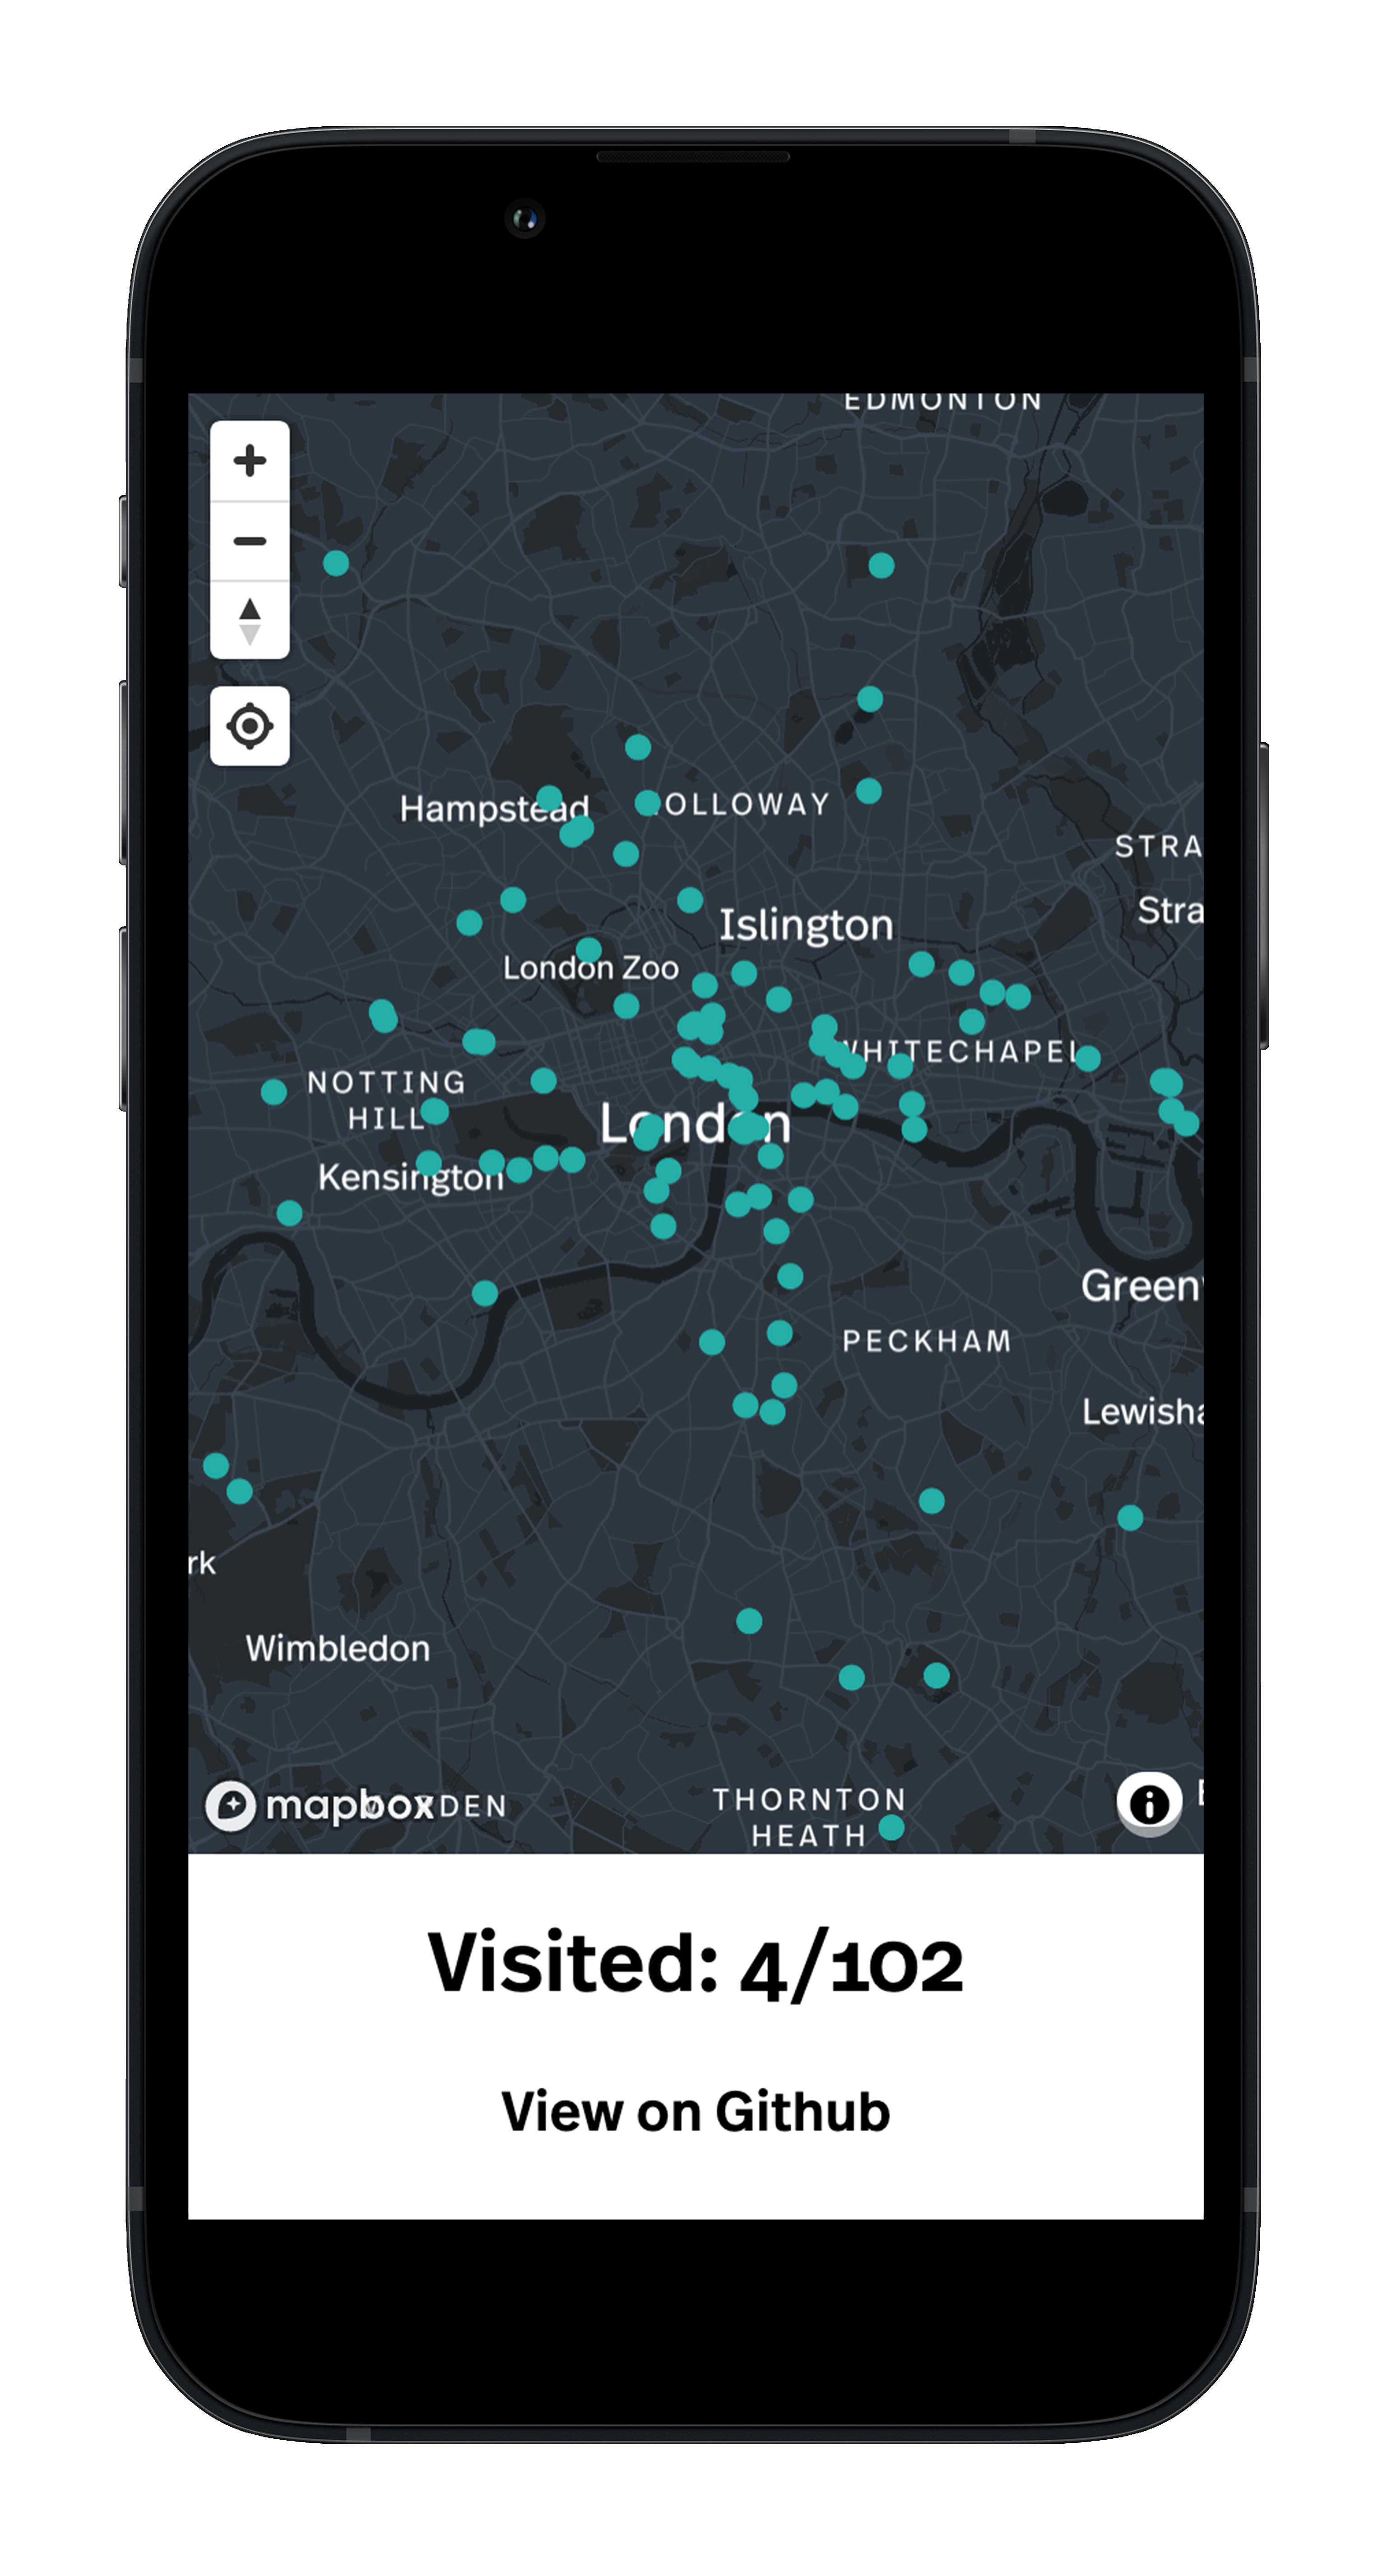 EDMONTON
Hampstead
OLLOWAY
STRA
Stra
Islington
London Zoo
WHITECHAPEL
NOTTING
HILL
London
Kensington
Green
PECKHAM
Lewisha
rk
Wimbledon
mapbox
DEN
THORNTON
HEATH
Visited: 4/102
View on Github